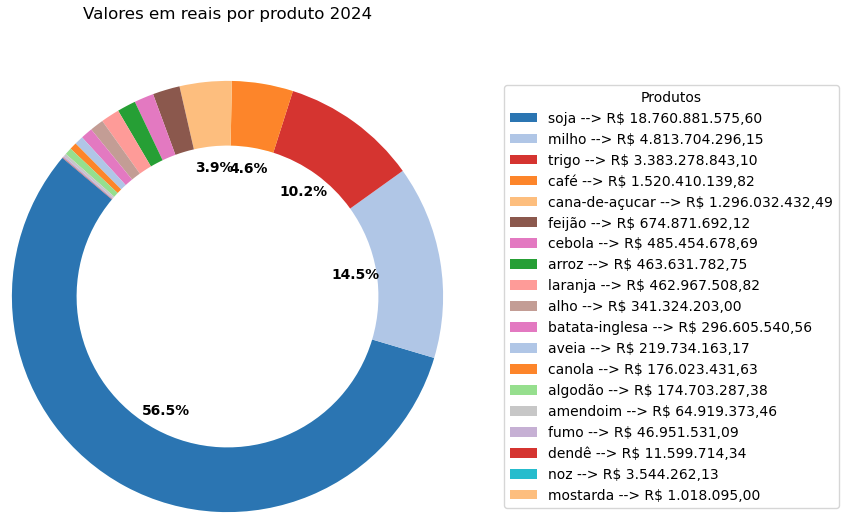 Valores em reais por produto 2024
3.9%
4.6%
10.2%
14.5%
56.5%
Produtos
soja --> R$ 18.760.881.575,60
milho --> R$ 4.813.704.296,15
trigo --> R$ 3.383.278.843,10
café --> R$ 1.520.410.139,82
cana-de-açucar --> R$ 1.296.032.432,49
feijão --> R$ 674.871.692,12
cebola --> R$ 485.454.678,69
arroz --> R$ 463.631.782,75
laranja --> R$ 462.967.508,82
alho --> R$ 341.324.203,00
batata-inglesa --> R$ 296.605.540,56
aveia --> R$ 219.734.163,17
canola --> R$ 176.023.431,63
algodão --> R$ 174.703.287,38
amendoim --> R$ 64.919.373,46
fumo --> R$ 46.951.531,09
dendê --> R$ 11.599.714,34
noz --> R$ 3.544.262,13
mostarda --> R$ 1.018.095,00